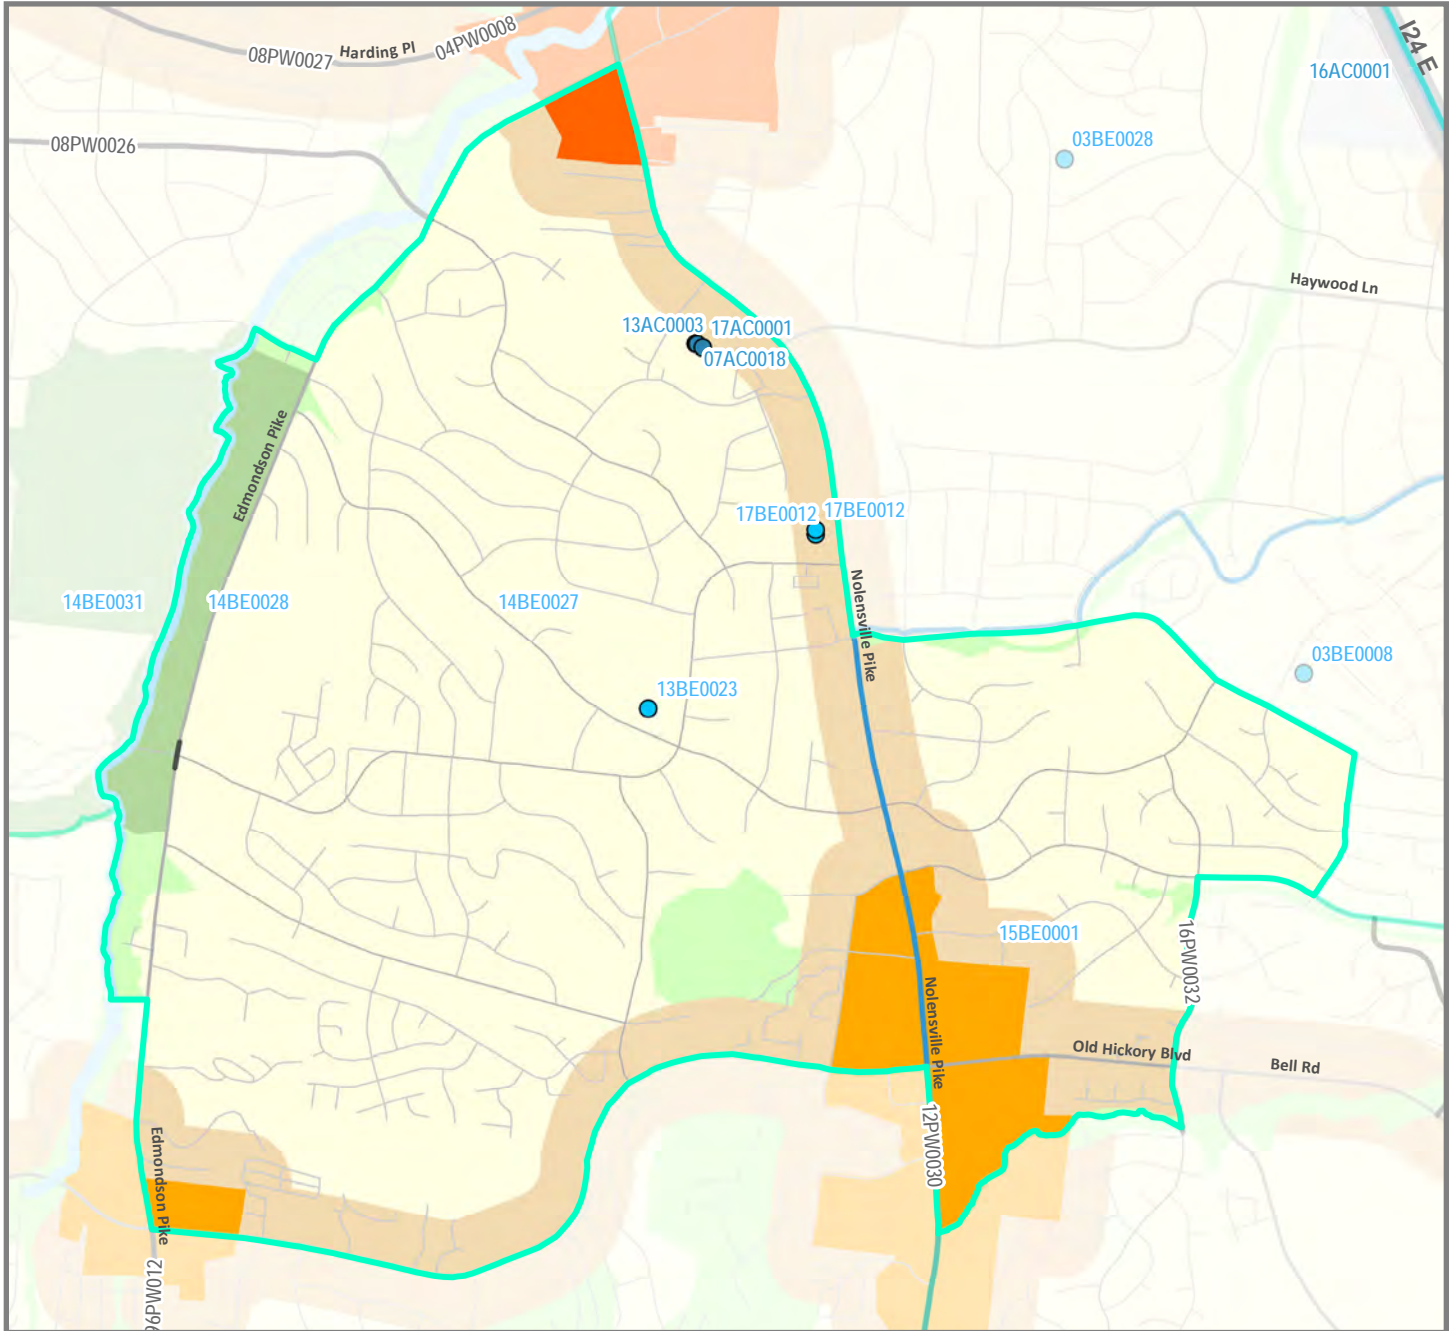 I24 E
Harding Pl
04PW0008
08PW0027
16AC0001
08PW0026
03BE0028
Haywood Ln
13AC0003
17AC0001
07AC0018
Edmondson Pike
17BE0012
17BE0012
14BE0031
14BE0028
14BE0027
Nolensville Pike
03BE0008
13BE0023
15BE0001
16PW0032
Nolensville Pike
Old Hickory Blvd
Bell Rd
12PW0030
Edmondson Pike